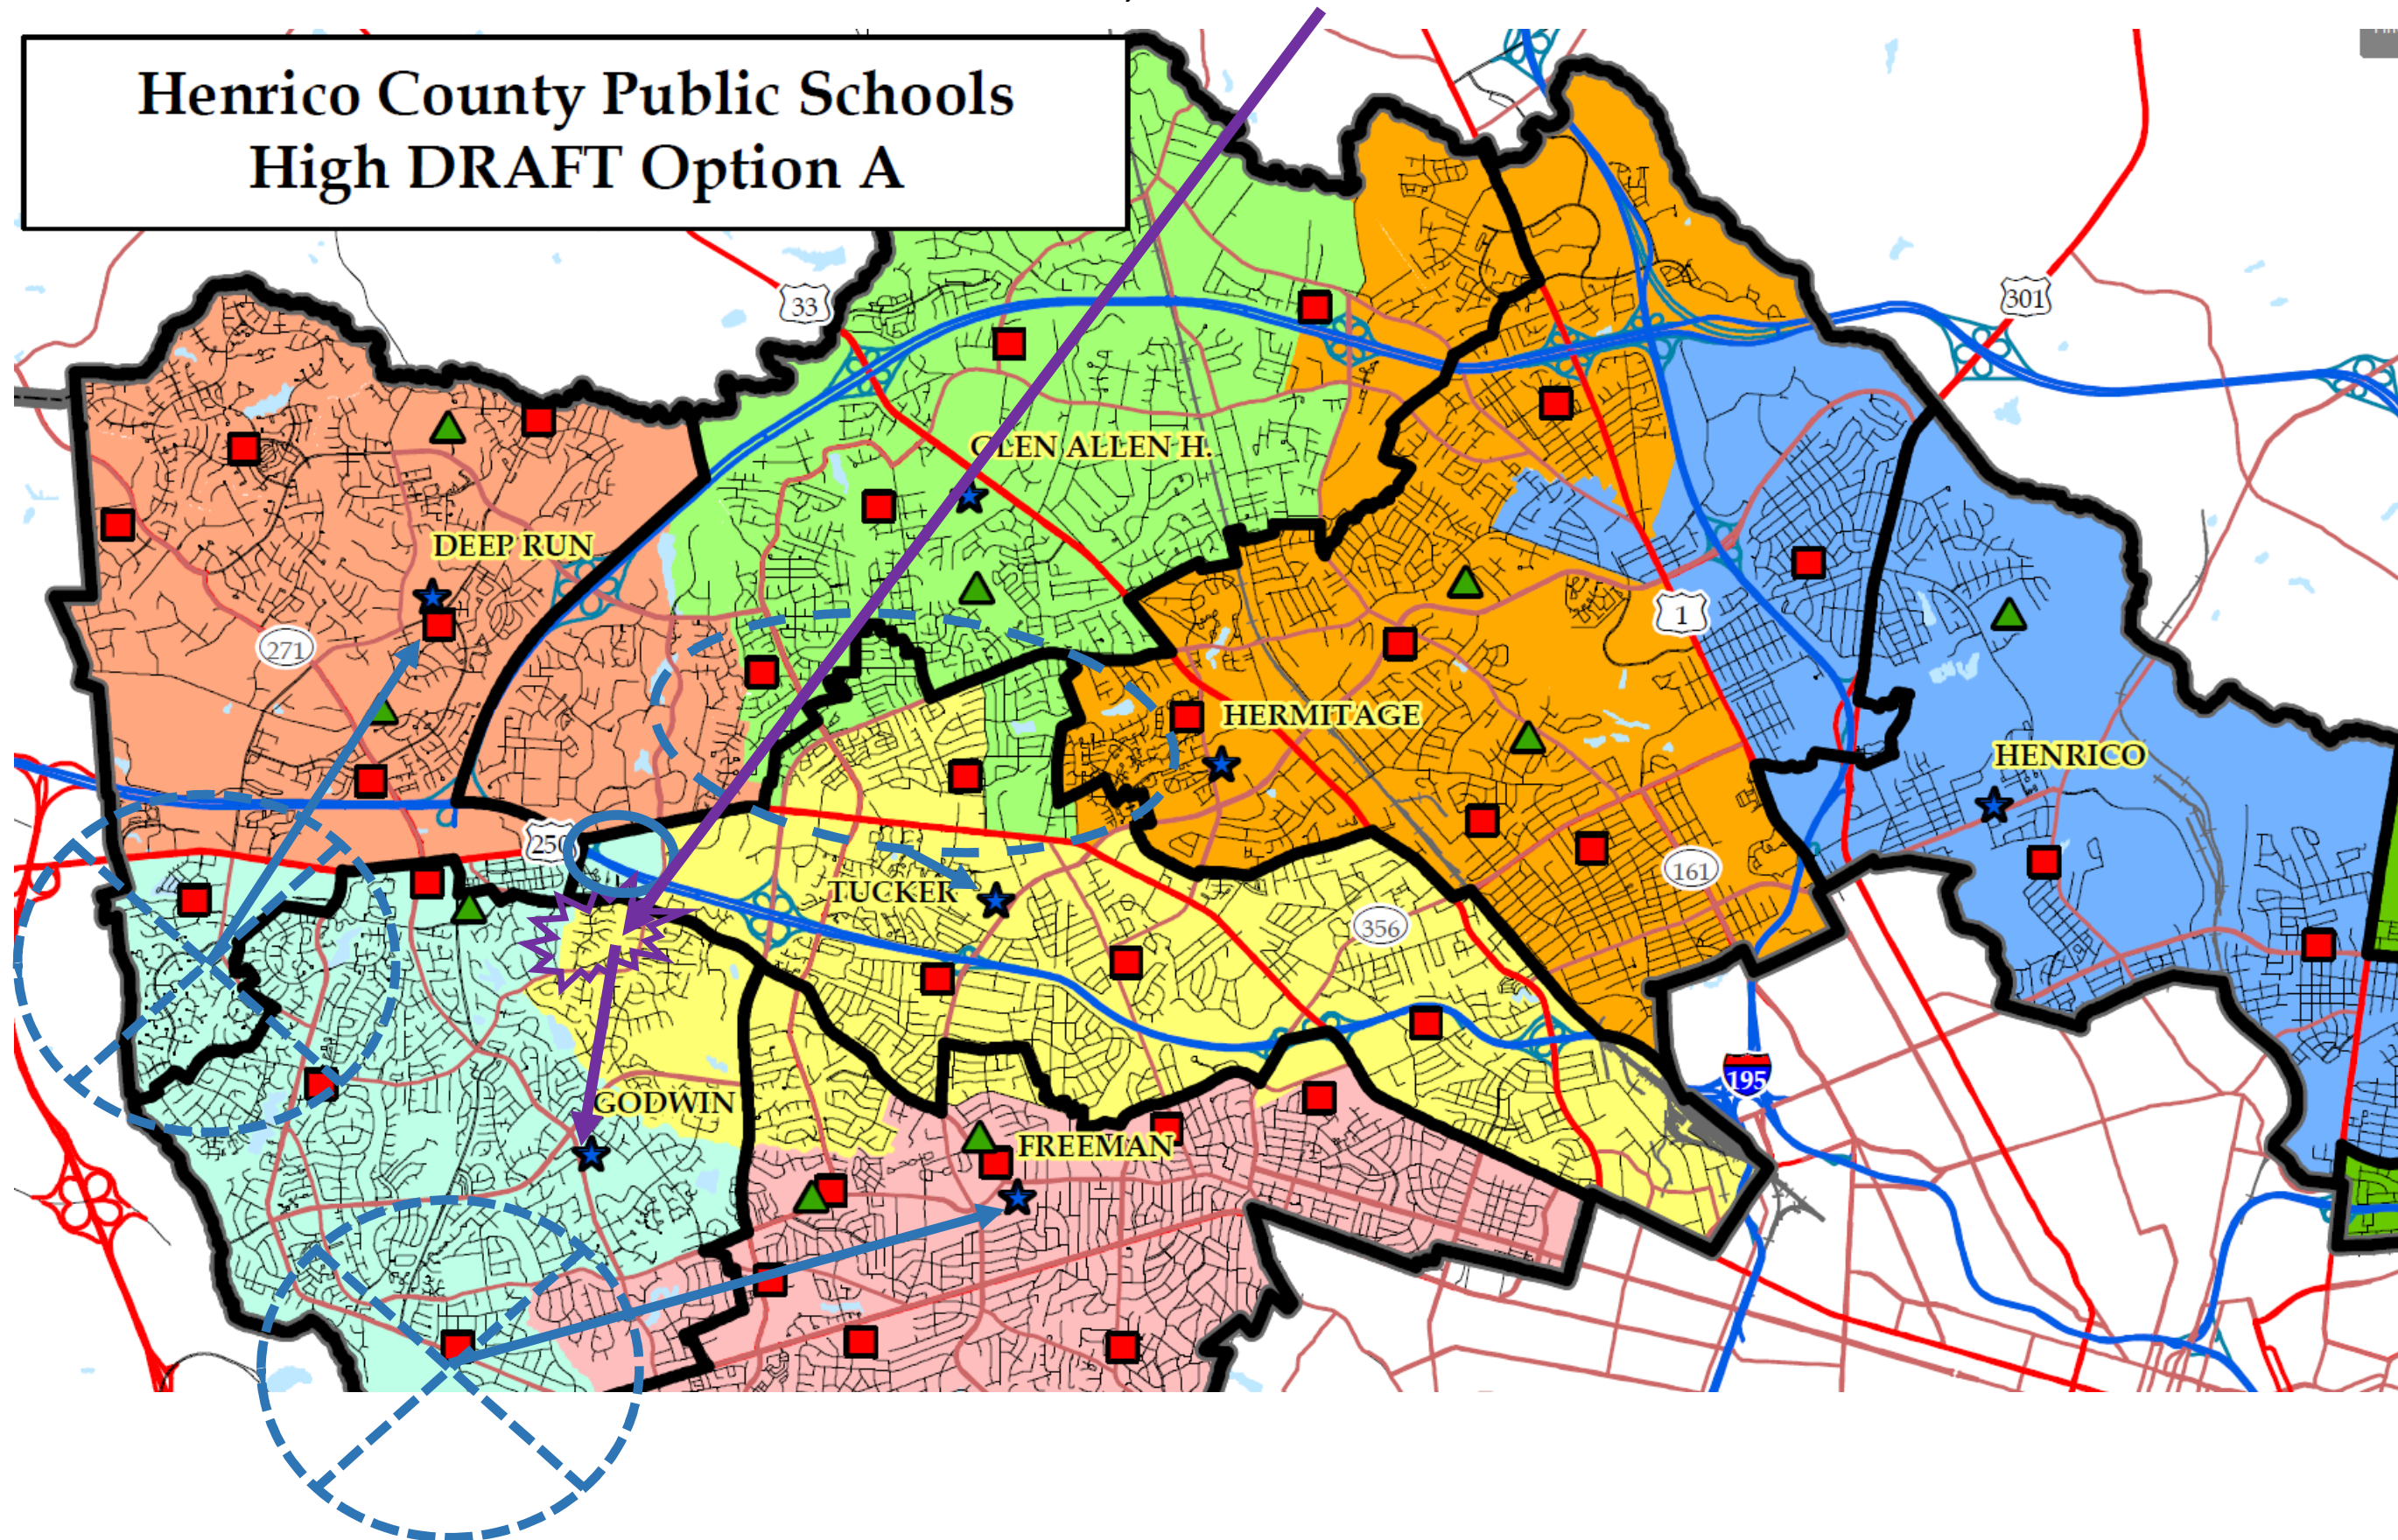 Henrico County Public Schools
High DRAFT Option A
33
301
GLEN ALLEN H.
DEEP RUN
271
1
HERMITAGE
HENRICO
250
161
TUCKER
356
195
GODWIN
FREEMAN